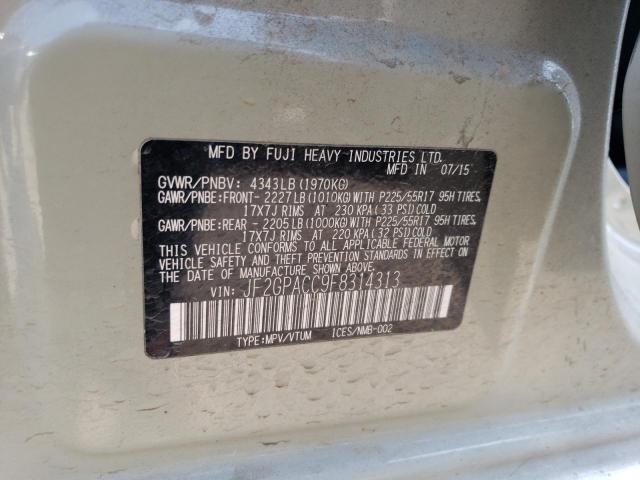 MFD BY FUJI HEAVY INDUSTRIES LTD.
MFD IN 07/15
GVWR/PNBV: 4343LB(1970KG)
GAWR/PNBE:FRONT- 2227LB(1010KG)WITH P225/55R17 95H TIRES,
17X7J RIMS AT 230 KPA(33 PSI)COLD
GAWR/PNBE:REAR - 2205LB(1000KG)WITH P225/55R17 95H TIRES,
17X7J RIMS AT 220 KPA(32 PSI)COLD
THIS VEHICLE CONFORMS TO ALL APPLICABLE FEDERAL MOTOR
VEHICLE SAFETY STANDARDS IN EFFECT ON
THE DATE OF MANUFACTURE SHOWN ABOVE.
VIN: JF2GPACC9F8314313
TYPE:MPV/VTUM ICES/NMB-002